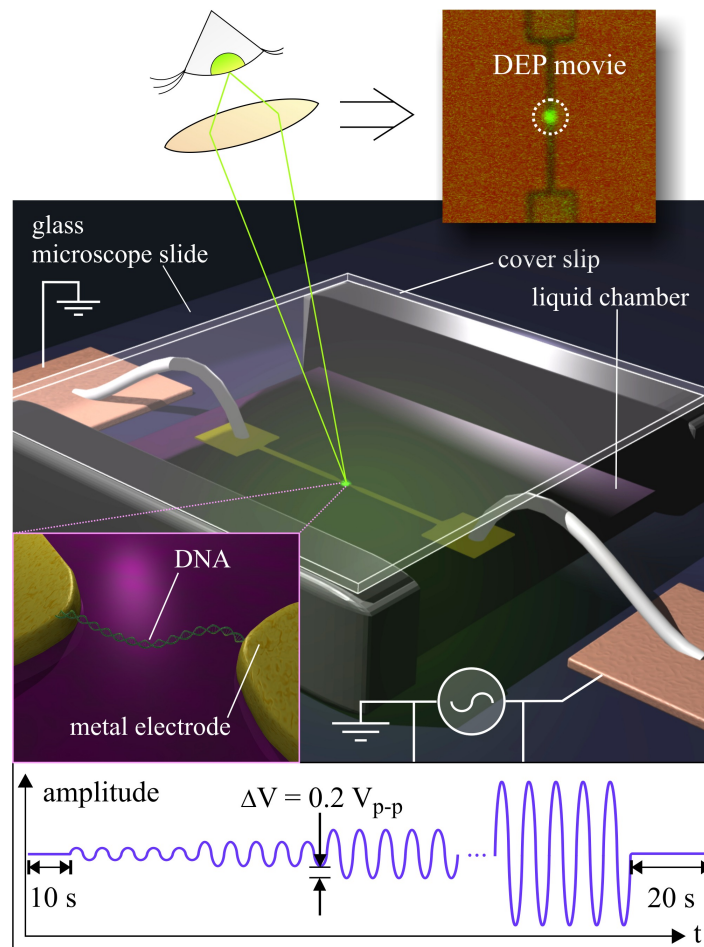 DEP movie
glass
microscope slide
cover slip
liquid chamber
DNA
metal electrode
amplitude
ΔV = 0.2 Vp-p
...
10 s
20 s
t